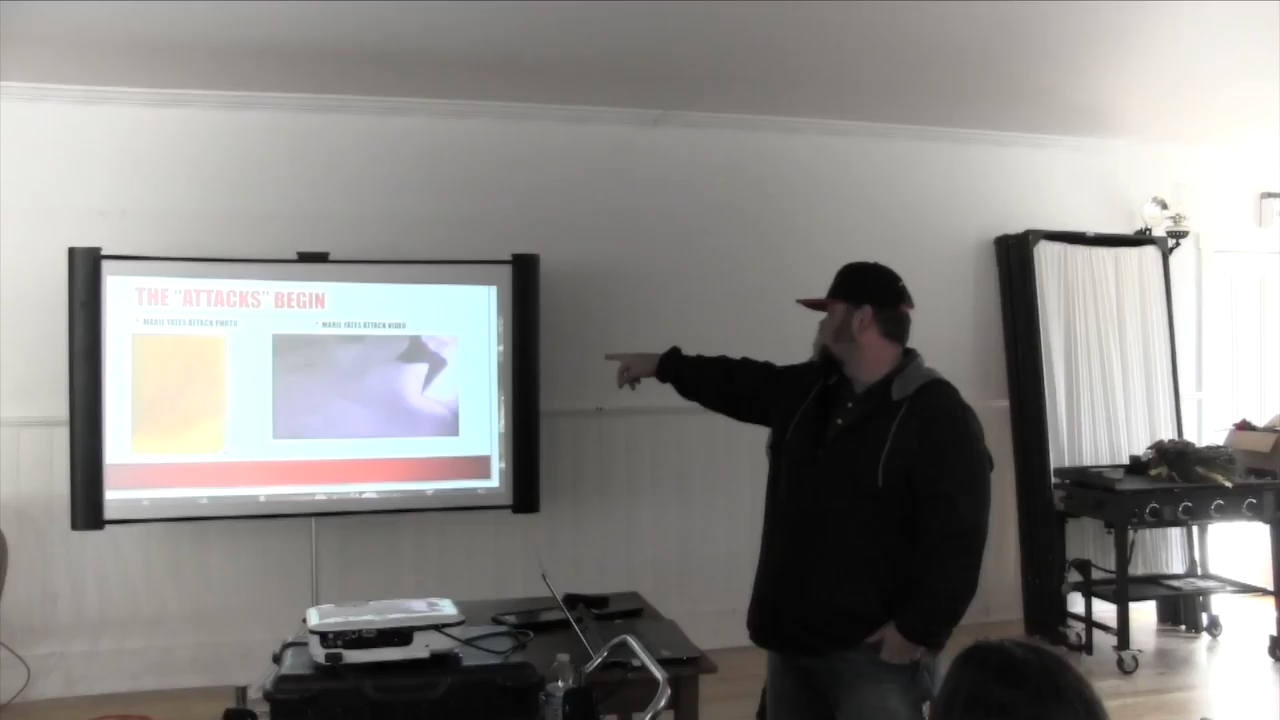 THE "ATTACKS" BEGIN
* MARIE YATES ATTACK PHOTO
* MARIE YATES ATTACK VIDEO